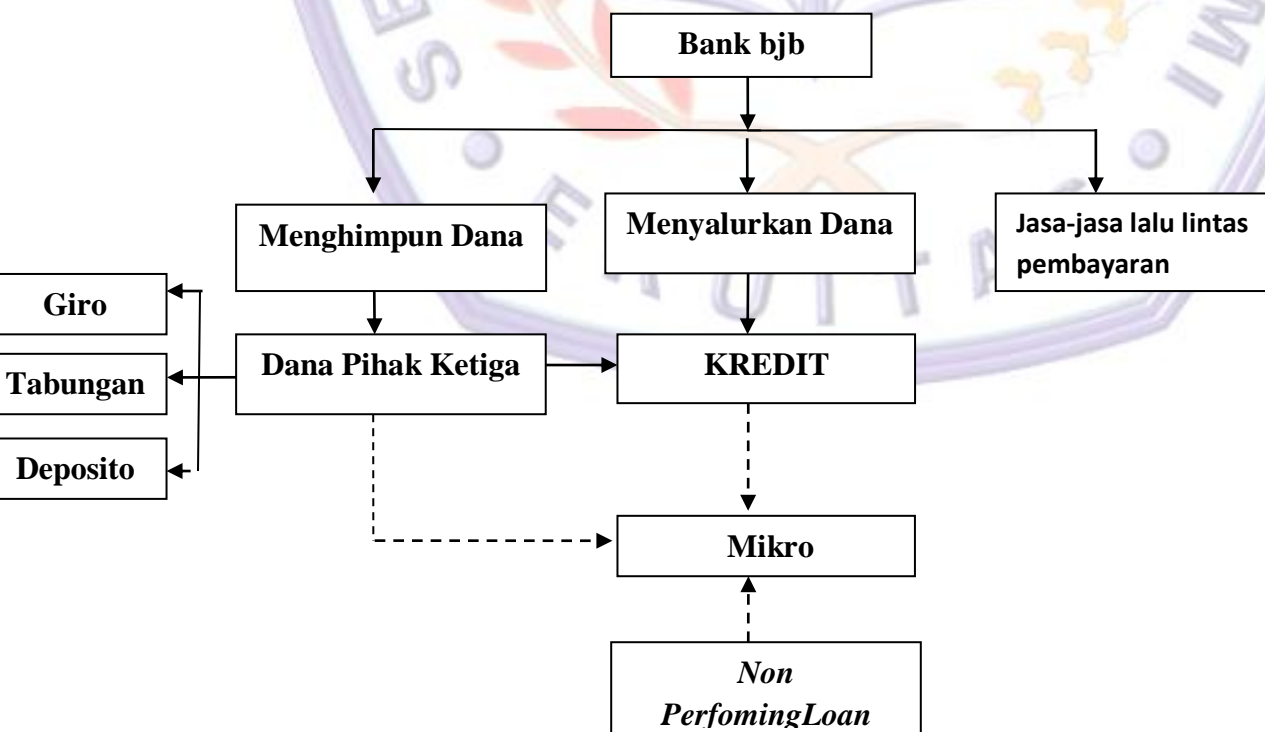 Bank bjb
Menghimpun Dana
Menyalurkan Dana
Jasa-jasa lalu lintas
pembayaran
Giro
Tabungan
Deposito
Dana Pihak Ketiga
KREDIT
Mikro
Non
PerfomingLoan